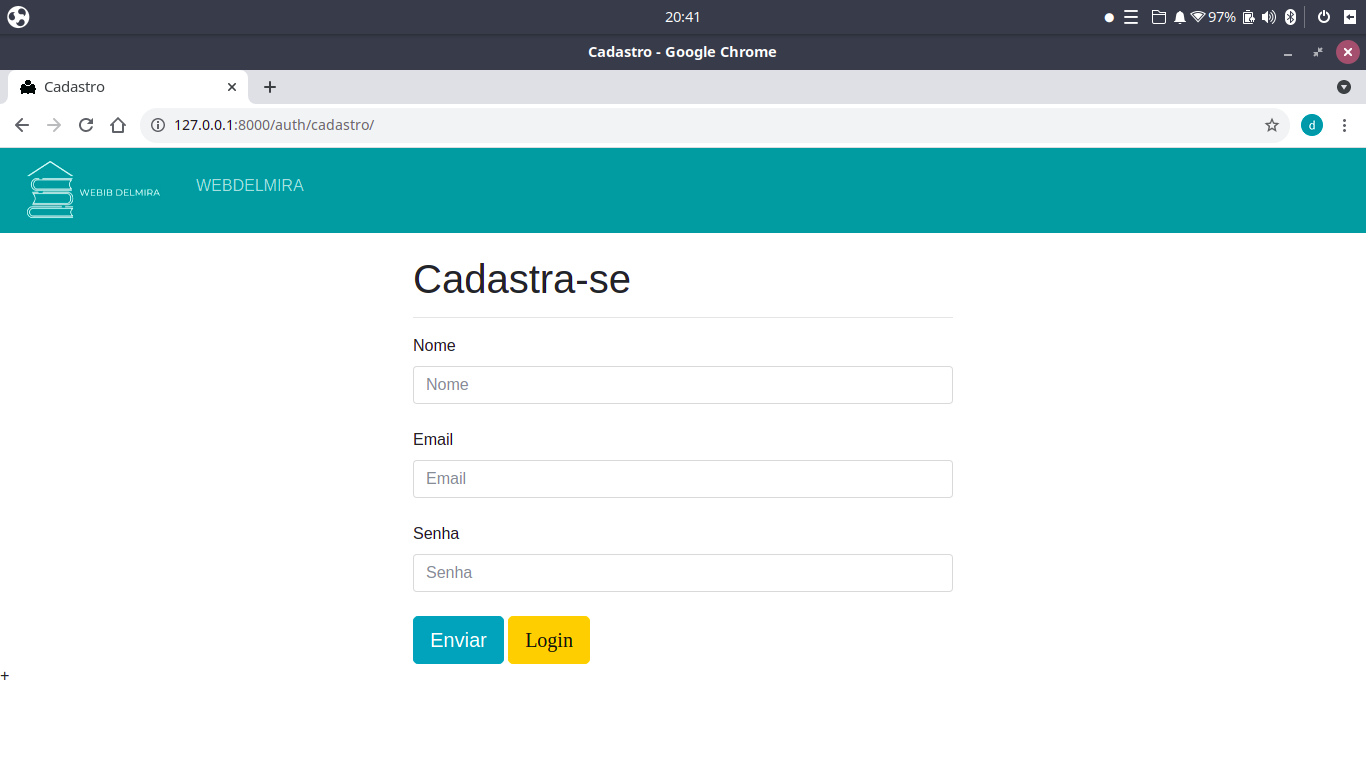 20:41
97%
Cadastro - Google Chrome
Cadastro
127.0.0.1:8000/auth/cadastro/
d
WEBIB DELMIRA
WEBDELMIRA
Cadastra-se
Nome
Nome
Email
Email
Senha
Senha
Enviar
Login
+